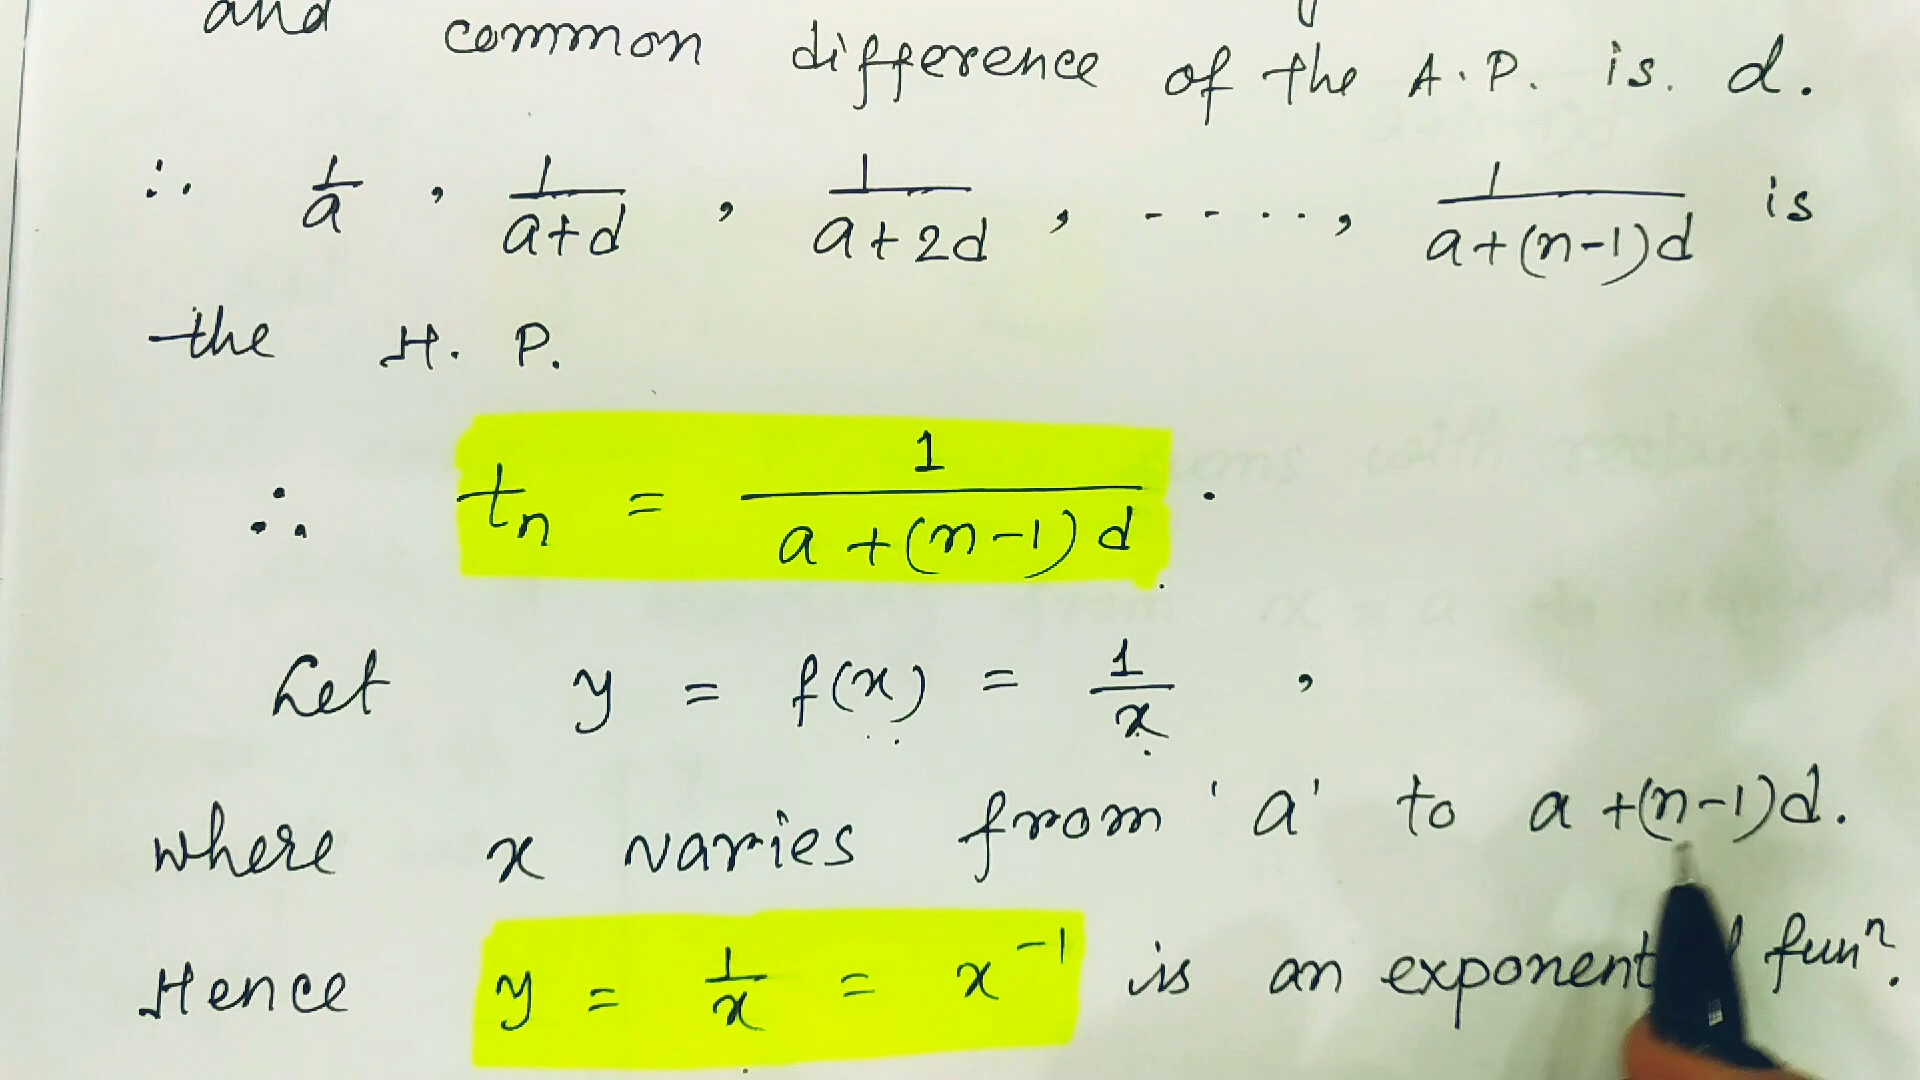 and common difference of the A.P. is. d.
∴ 1/a , 1/(a+d) , 1/(a+2d) , - - - . . . , 1/(a+(n-1)d) is
the H. P.
∴ tn = 1/(a+(n-1)d) .
Let y = f(x) = 1/x ,
where x varies from 'a' to a+(n-1)d.
Hence y = 1/x = x^-1 is an exponent funⁿ.